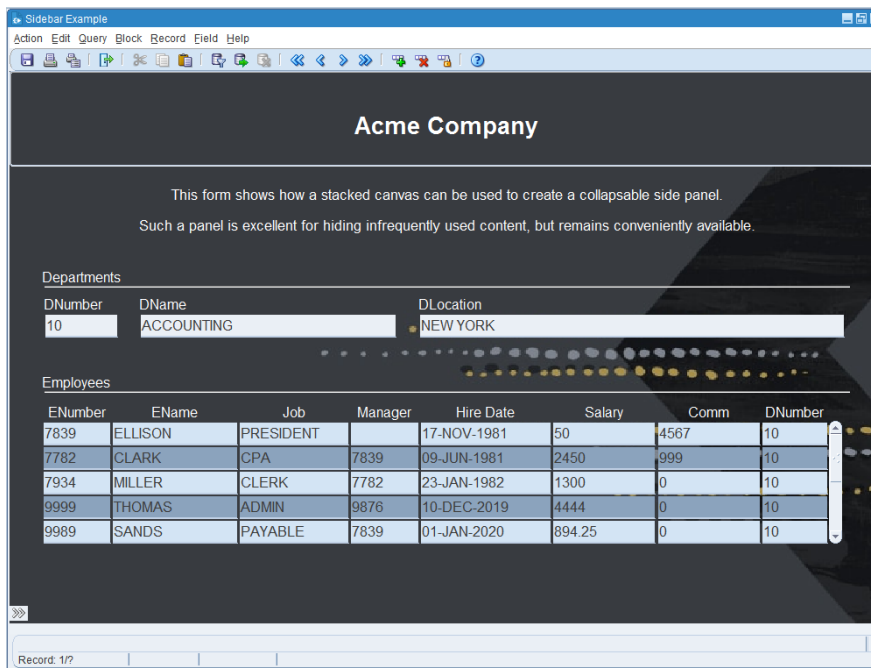 Sidebar Example
Action Edit Query Block Record Field Help
Acme Company
This form shows how a stacked canvas can be used to create a collapsable side panel.
Such a panel is excellent for hiding infrequently used content, but remains conveniently available.
Departments
DNumber DName DLocation
10 ACCOUNTING NEW YORK
Employees
ENumber EName Job Manager Hire Date Salary Comm DNumber
7839 ELLISON PRESIDENT 17-NOV-1981 50 4567 10
7782 CLARK CPA 7839 09-JUN-1981 2450 999 10
7934 MILLER CLERK 7782 23-JAN-1982 1300 0 10
9999 THOMAS ADMIN 9876 10-DEC-2019 4444 0 10
9989 SANDS PAYABLE 7839 01-JAN-2020 894.25 0 10
Record: 1/?